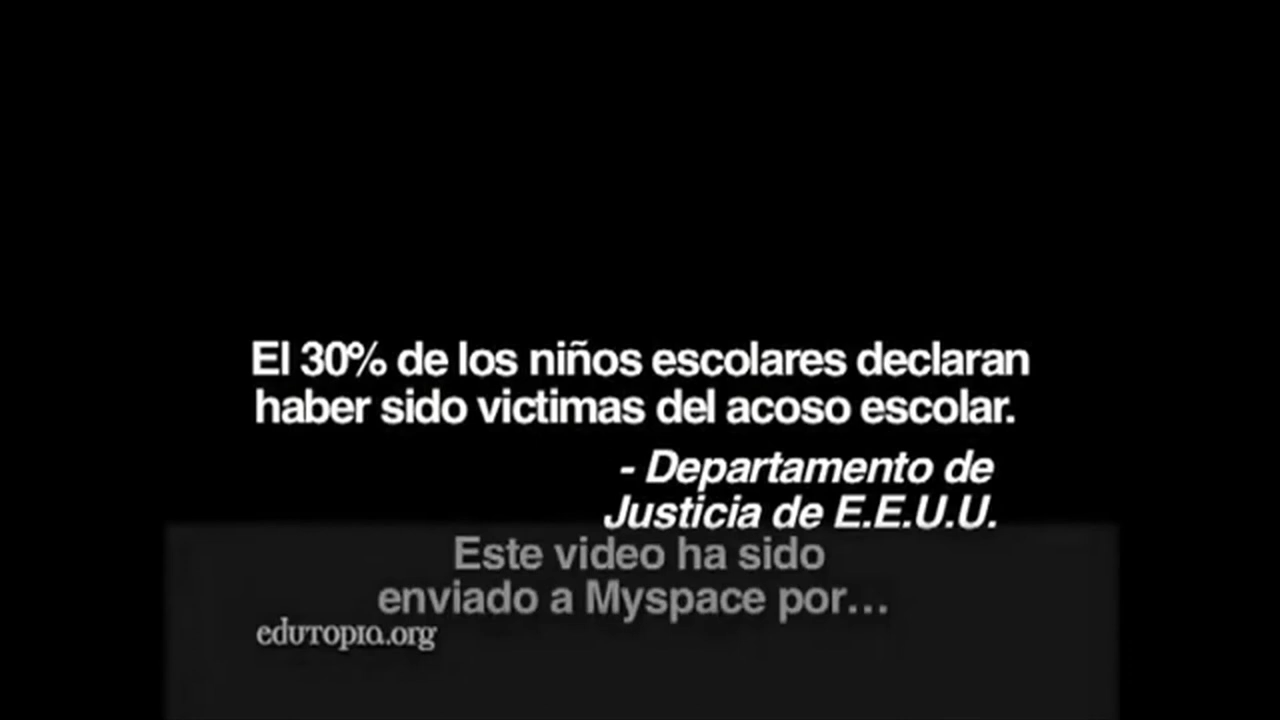 El 30% de los niños escolares declaran
haber sido victimas del acoso escolar.
- Departamento de
Justicia de E.E.U.U.
Este video ha sido
enviado a Myspace por...
edutopia.org